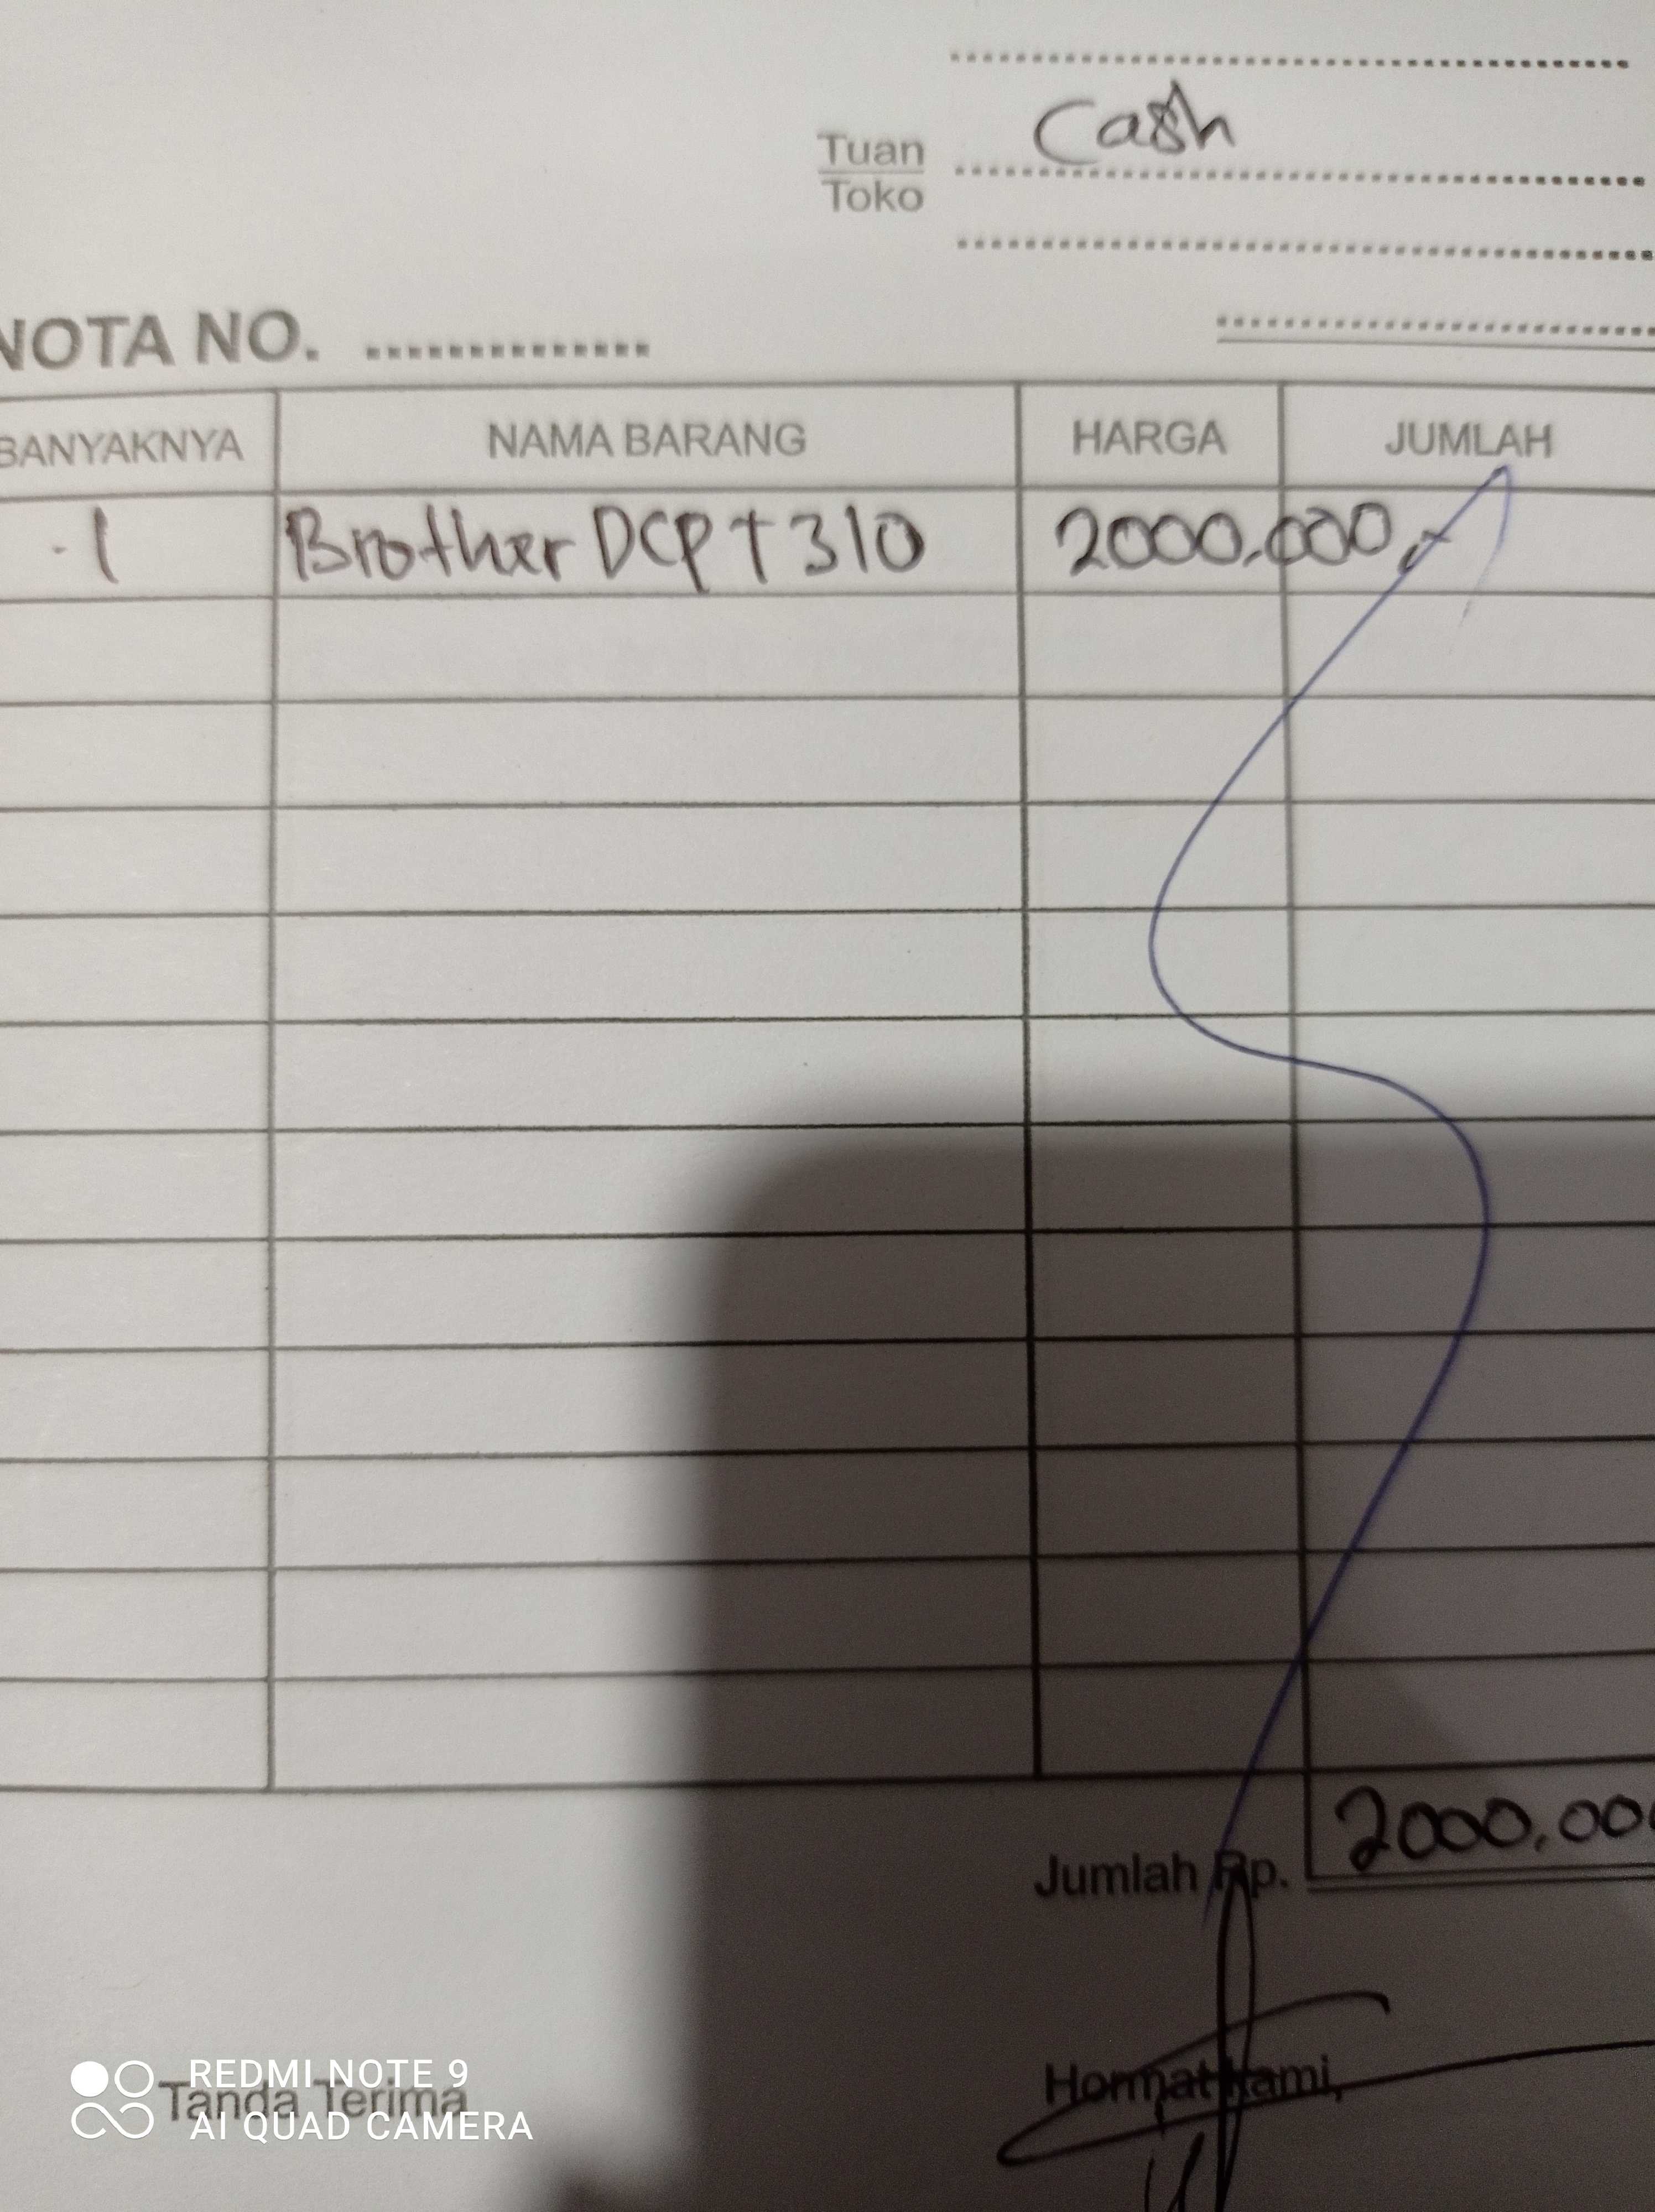 Cash
Tuan
Toko
NOTA NO. ..............
BANYAKNYA NAMA BARANG HARGA JUMLAH
1 Brother DCP T310 2000.000,-
Jumlah Rp. 2000.00
Tanda Terima Hormat kami,
REDMI NOTE 9
AI QUAD CAMERA